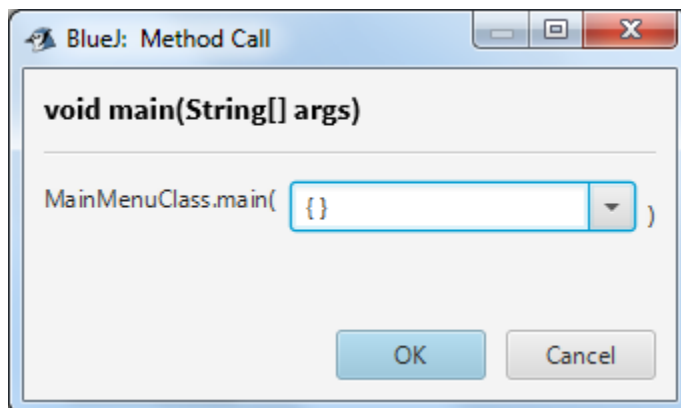 BlueJ: Method Call
void main(String[] args)
MainMenuClass.main( { } )
OK Cancel